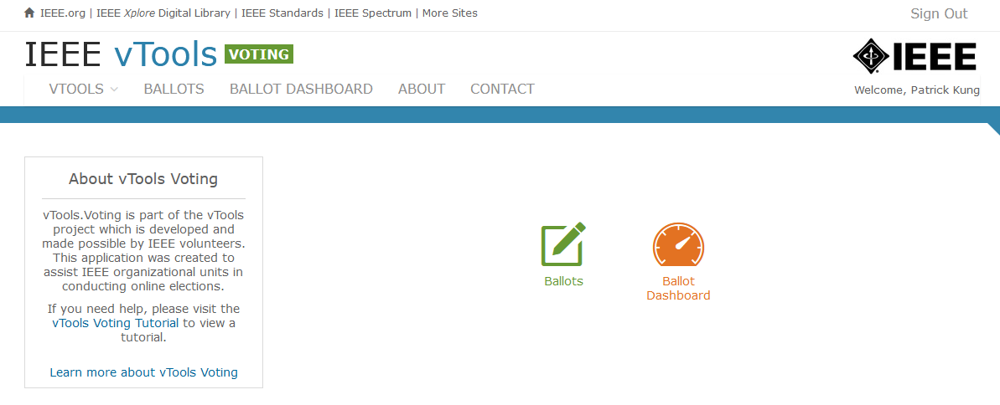 IEEE.org | IEEE Xplore Digital Library | IEEE Standards | IEEE Spectrum | More Sites
Sign Out
IEEE vTools VOTING
IEEE
VTOOLS
BALLOTS
BALLOT DASHBOARD
ABOUT
CONTACT
Welcome, Patrick Kung
About vTools Voting
vTools.Voting is part of the vTools
project which is developed and
made possible by IEEE volunteers.
This application was created to
assist IEEE organizational units in
conducting online elections.
If you need help, please visit the
vTools Voting Tutorial to view a
tutorial.
Learn more about vTools Voting
Ballots
Ballot
Dashboard